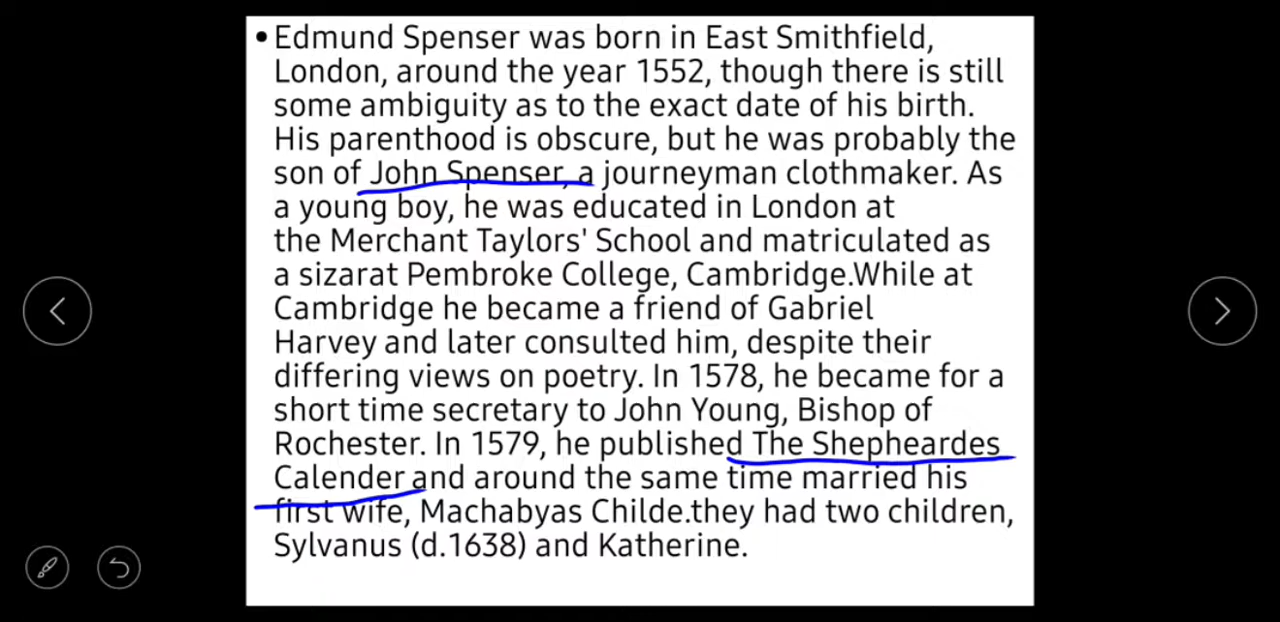 • Edmund Spenser was born in East Smithfield,
London, around the year 1552, though there is still
some ambiguity as to the exact date of his birth.
His parenthood is obscure, but he was probably the
son of John Spenser, a journeyman clothmaker. As
a young boy, he was educated in London at
the Merchant Taylors' School and matriculated as
a sizarat Pembroke College, Cambridge.While at
Cambridge he became a friend of Gabriel
Harvey and later consulted him, despite their
differing views on poetry. In 1578, he became for a
short time secretary to John Young, Bishop of
Rochester. In 1579, he published The Shepheardes
Calender and around the same time married his
first wife, Machabyas Childe.they had two children,
Sylvanus (d.1638) and Katherine.